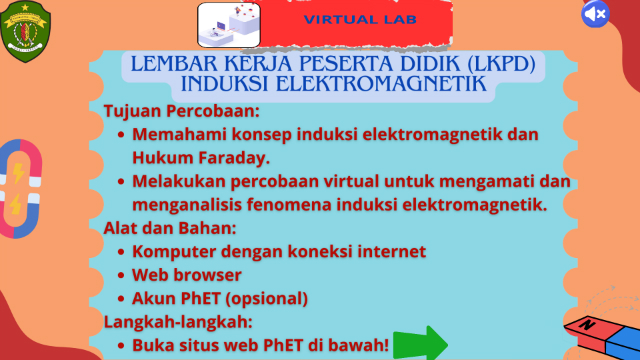 VIRTUAL LAB
LEMBAR KERJA PESERTA DIDIK (LKPD)
INDUKSI ELEKTROMAGNETIK
Tujuan Percobaan:
• Memahami konsep induksi elektromagnetik dan
Hukum Faraday.
• Melakukan percobaan virtual untuk mengamati dan
menganalisis fenomena induksi elektromagnetik.
Alat dan Bahan:
• Komputer dengan koneksi internet
• Web browser
• Akun PhET (opsional)
Langkah-langkah:
• Buka situs web PhET di bawah!
N